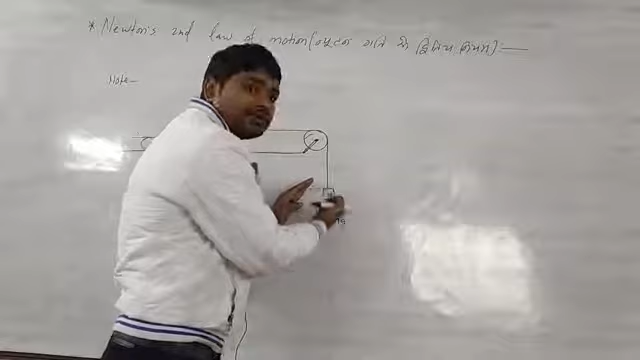 * Newton's 2nd law of motion (न्यूटन गति के द्वितीय नियम) —
Note -